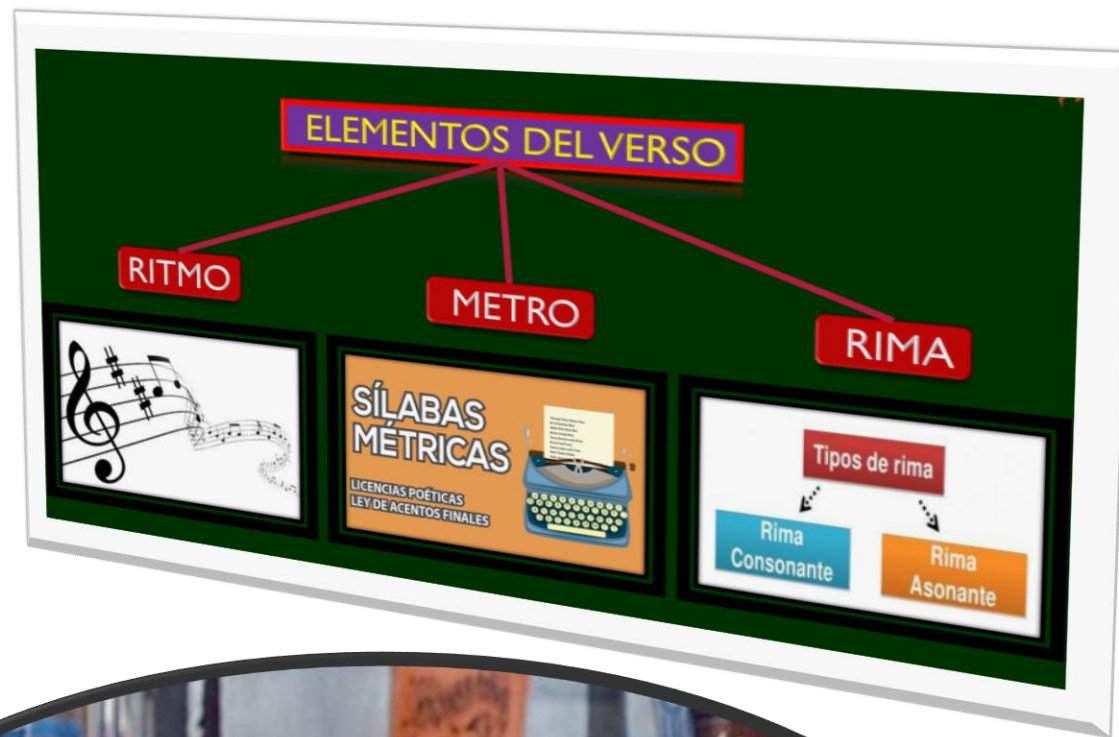 ELEMENTOS DEL VERSO
RITMO
METRO
RIMA
SÍLABAS
MÉTRICAS
LICENCIAS POÉTICAS
LEY DE ACENTOS FINALES
Tipos de rima
Rima
Consonante
Rima
Asonante